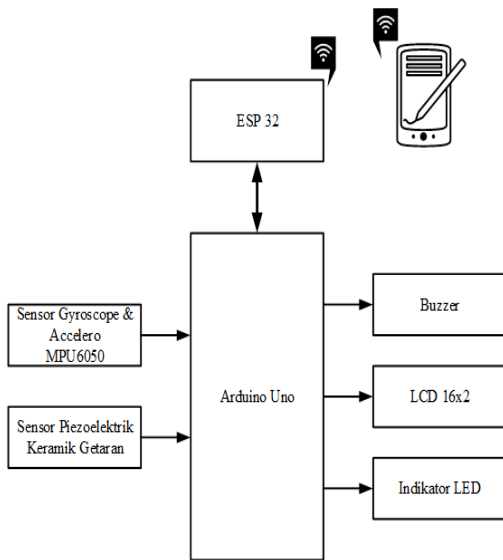 ESP 32
Sensor Gyroscope &
Accelero
MPU6050
Sensor Piezoelektrik
Keramik Getaran
Arduino Uno
Buzzer
LCD 16x2
Indikator LED